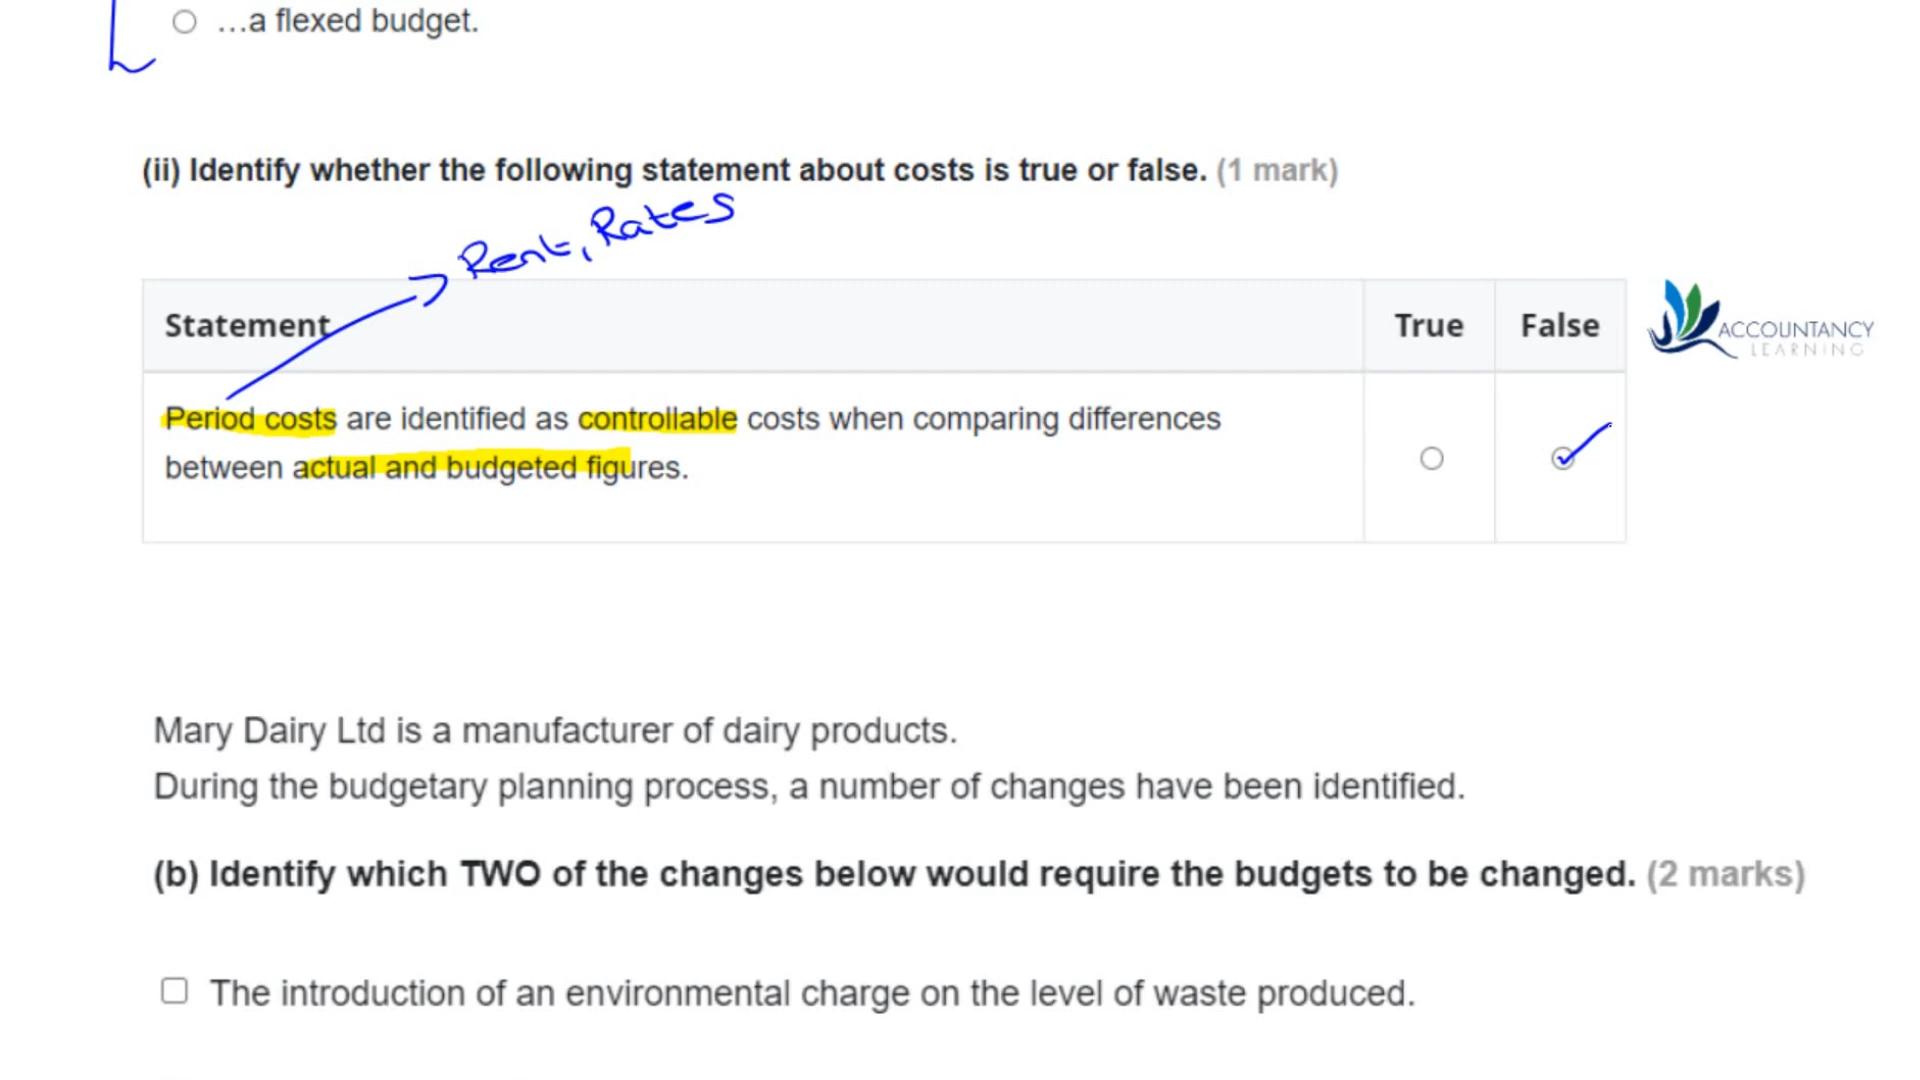 ...a flexed budget.
(ii) Identify whether the following statement about costs is true or false. (1 mark)
Rent, Rates
Statement True False
ACCOUNTANCY
LEARNING
Period costs are identified as controllable costs when comparing differences
between actual and budgeted figures.
Mary Dairy Ltd is a manufacturer of dairy products.
During the budgetary planning process, a number of changes have been identified.
(b) Identify which TWO of the changes below would require the budgets to be changed. (2 marks)
The introduction of an environmental charge on the level of waste produced.